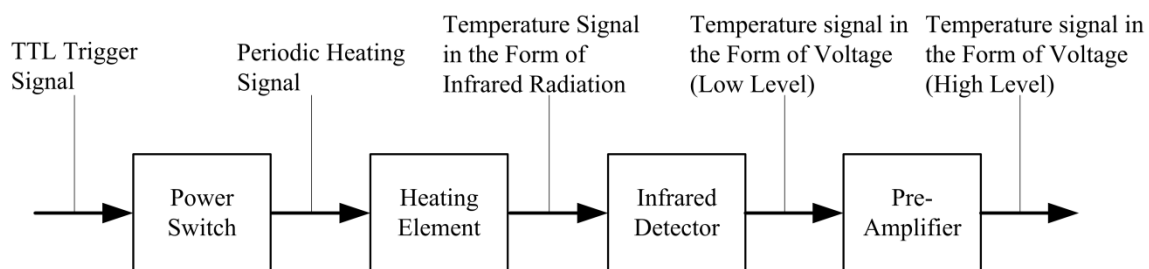 TTL Trigger
Signal
Periodic Heating
Signal
Temperature Signal
in the Form of
Infrared Radiation
Temperature signal in
the Form of Voltage
(Low Level)
Temperature signal in
the Form of Voltage
(High Level)
Power
Switch
Heating
Element
Infrared
Detector
Pre-
Amplifier